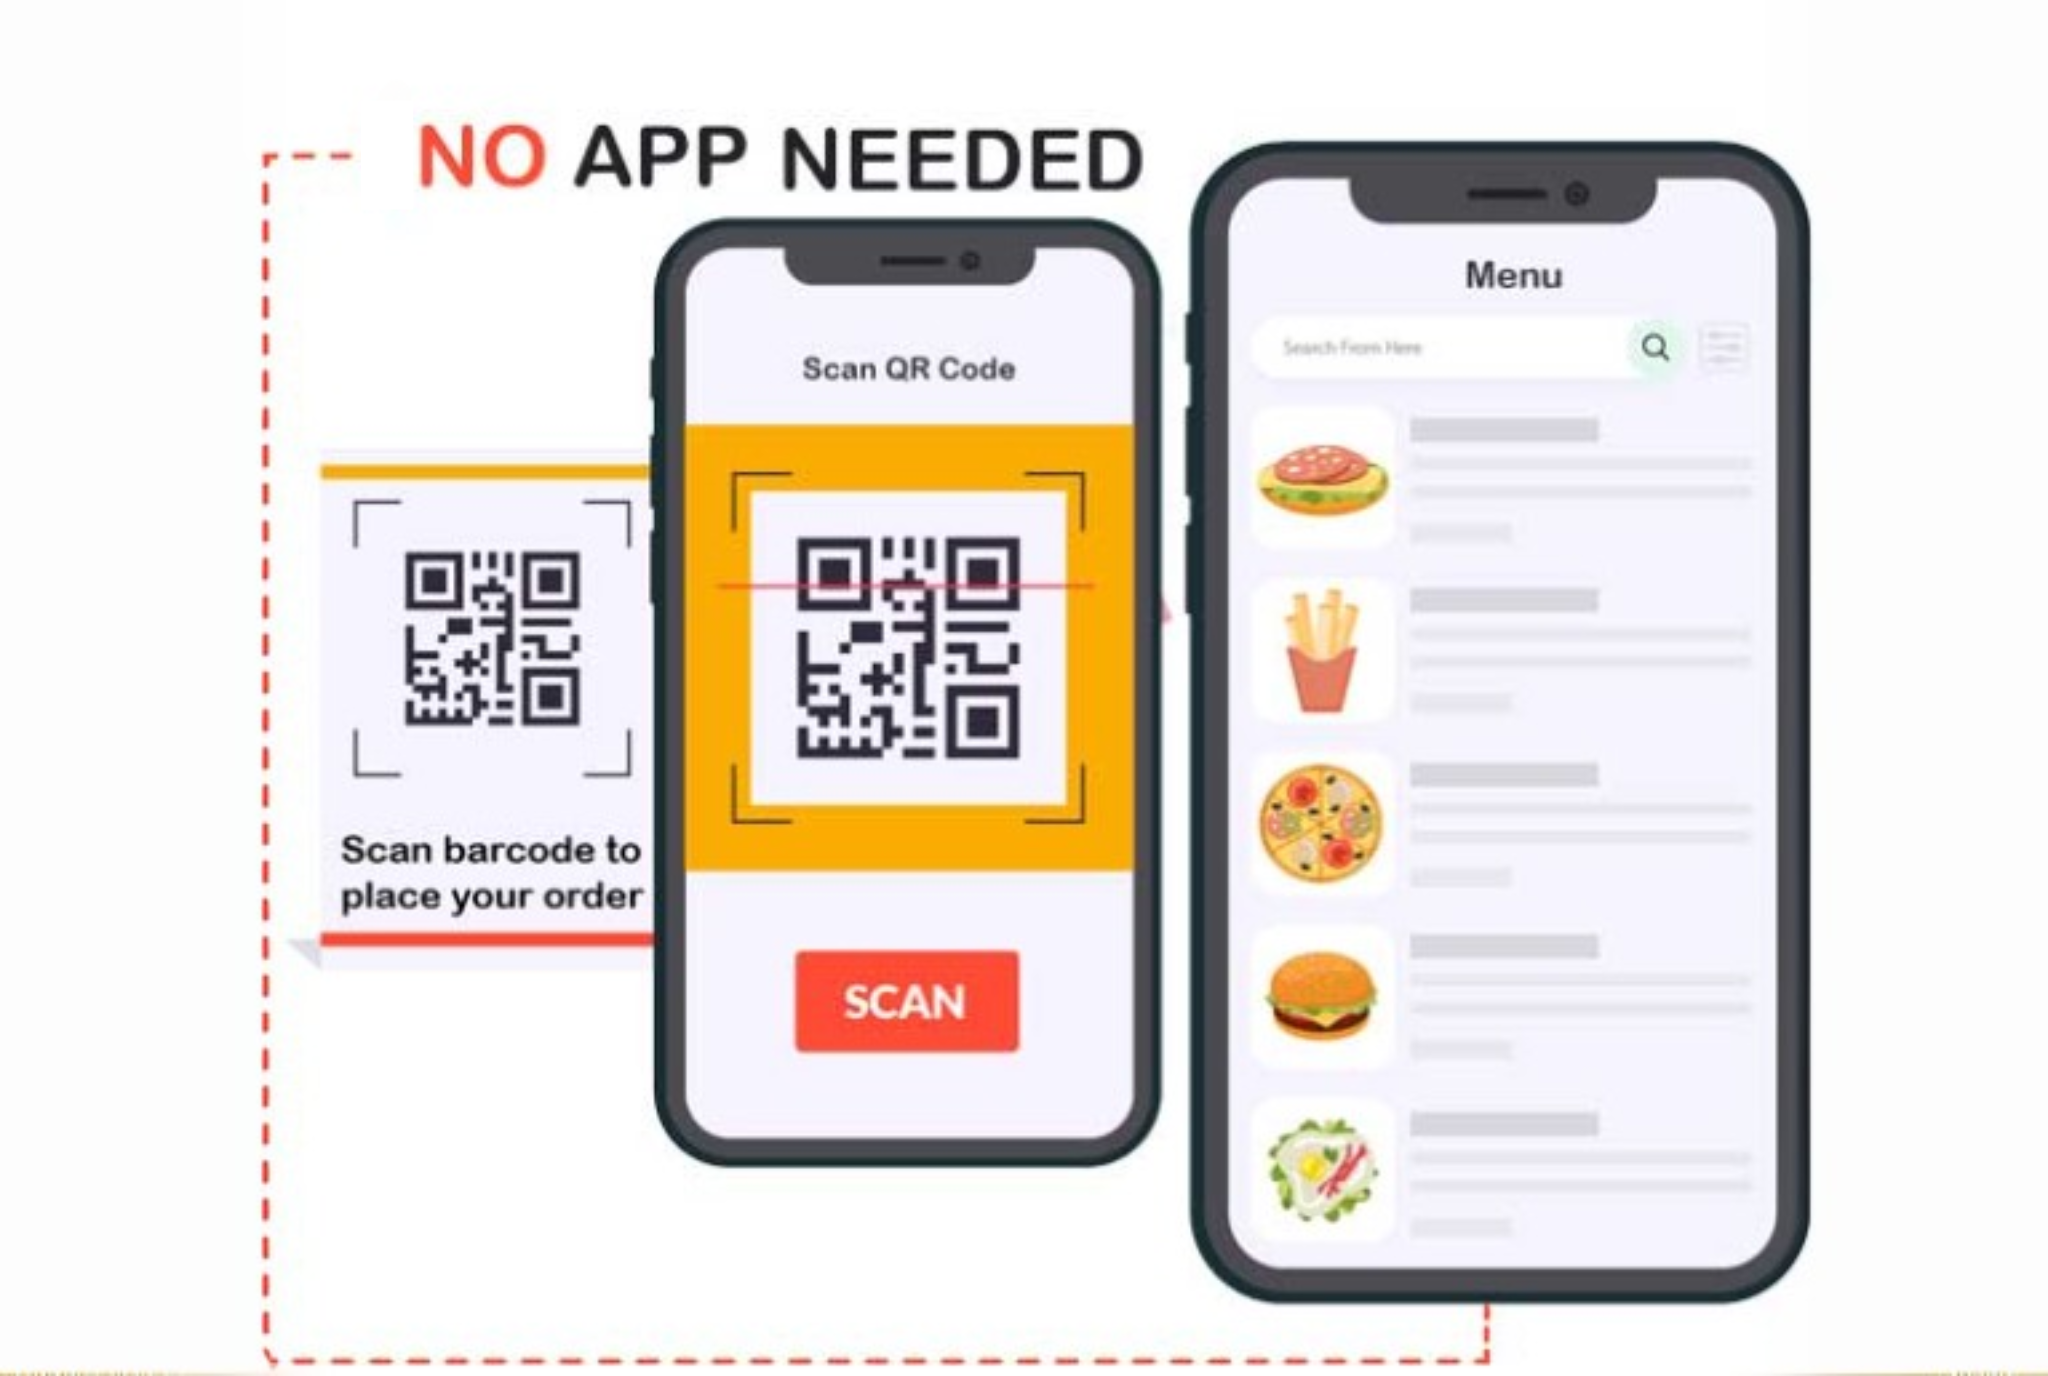 NO APP NEEDED
Scan QR Code
Scan barcode to
place your order
SCAN
Menu
Search From Here